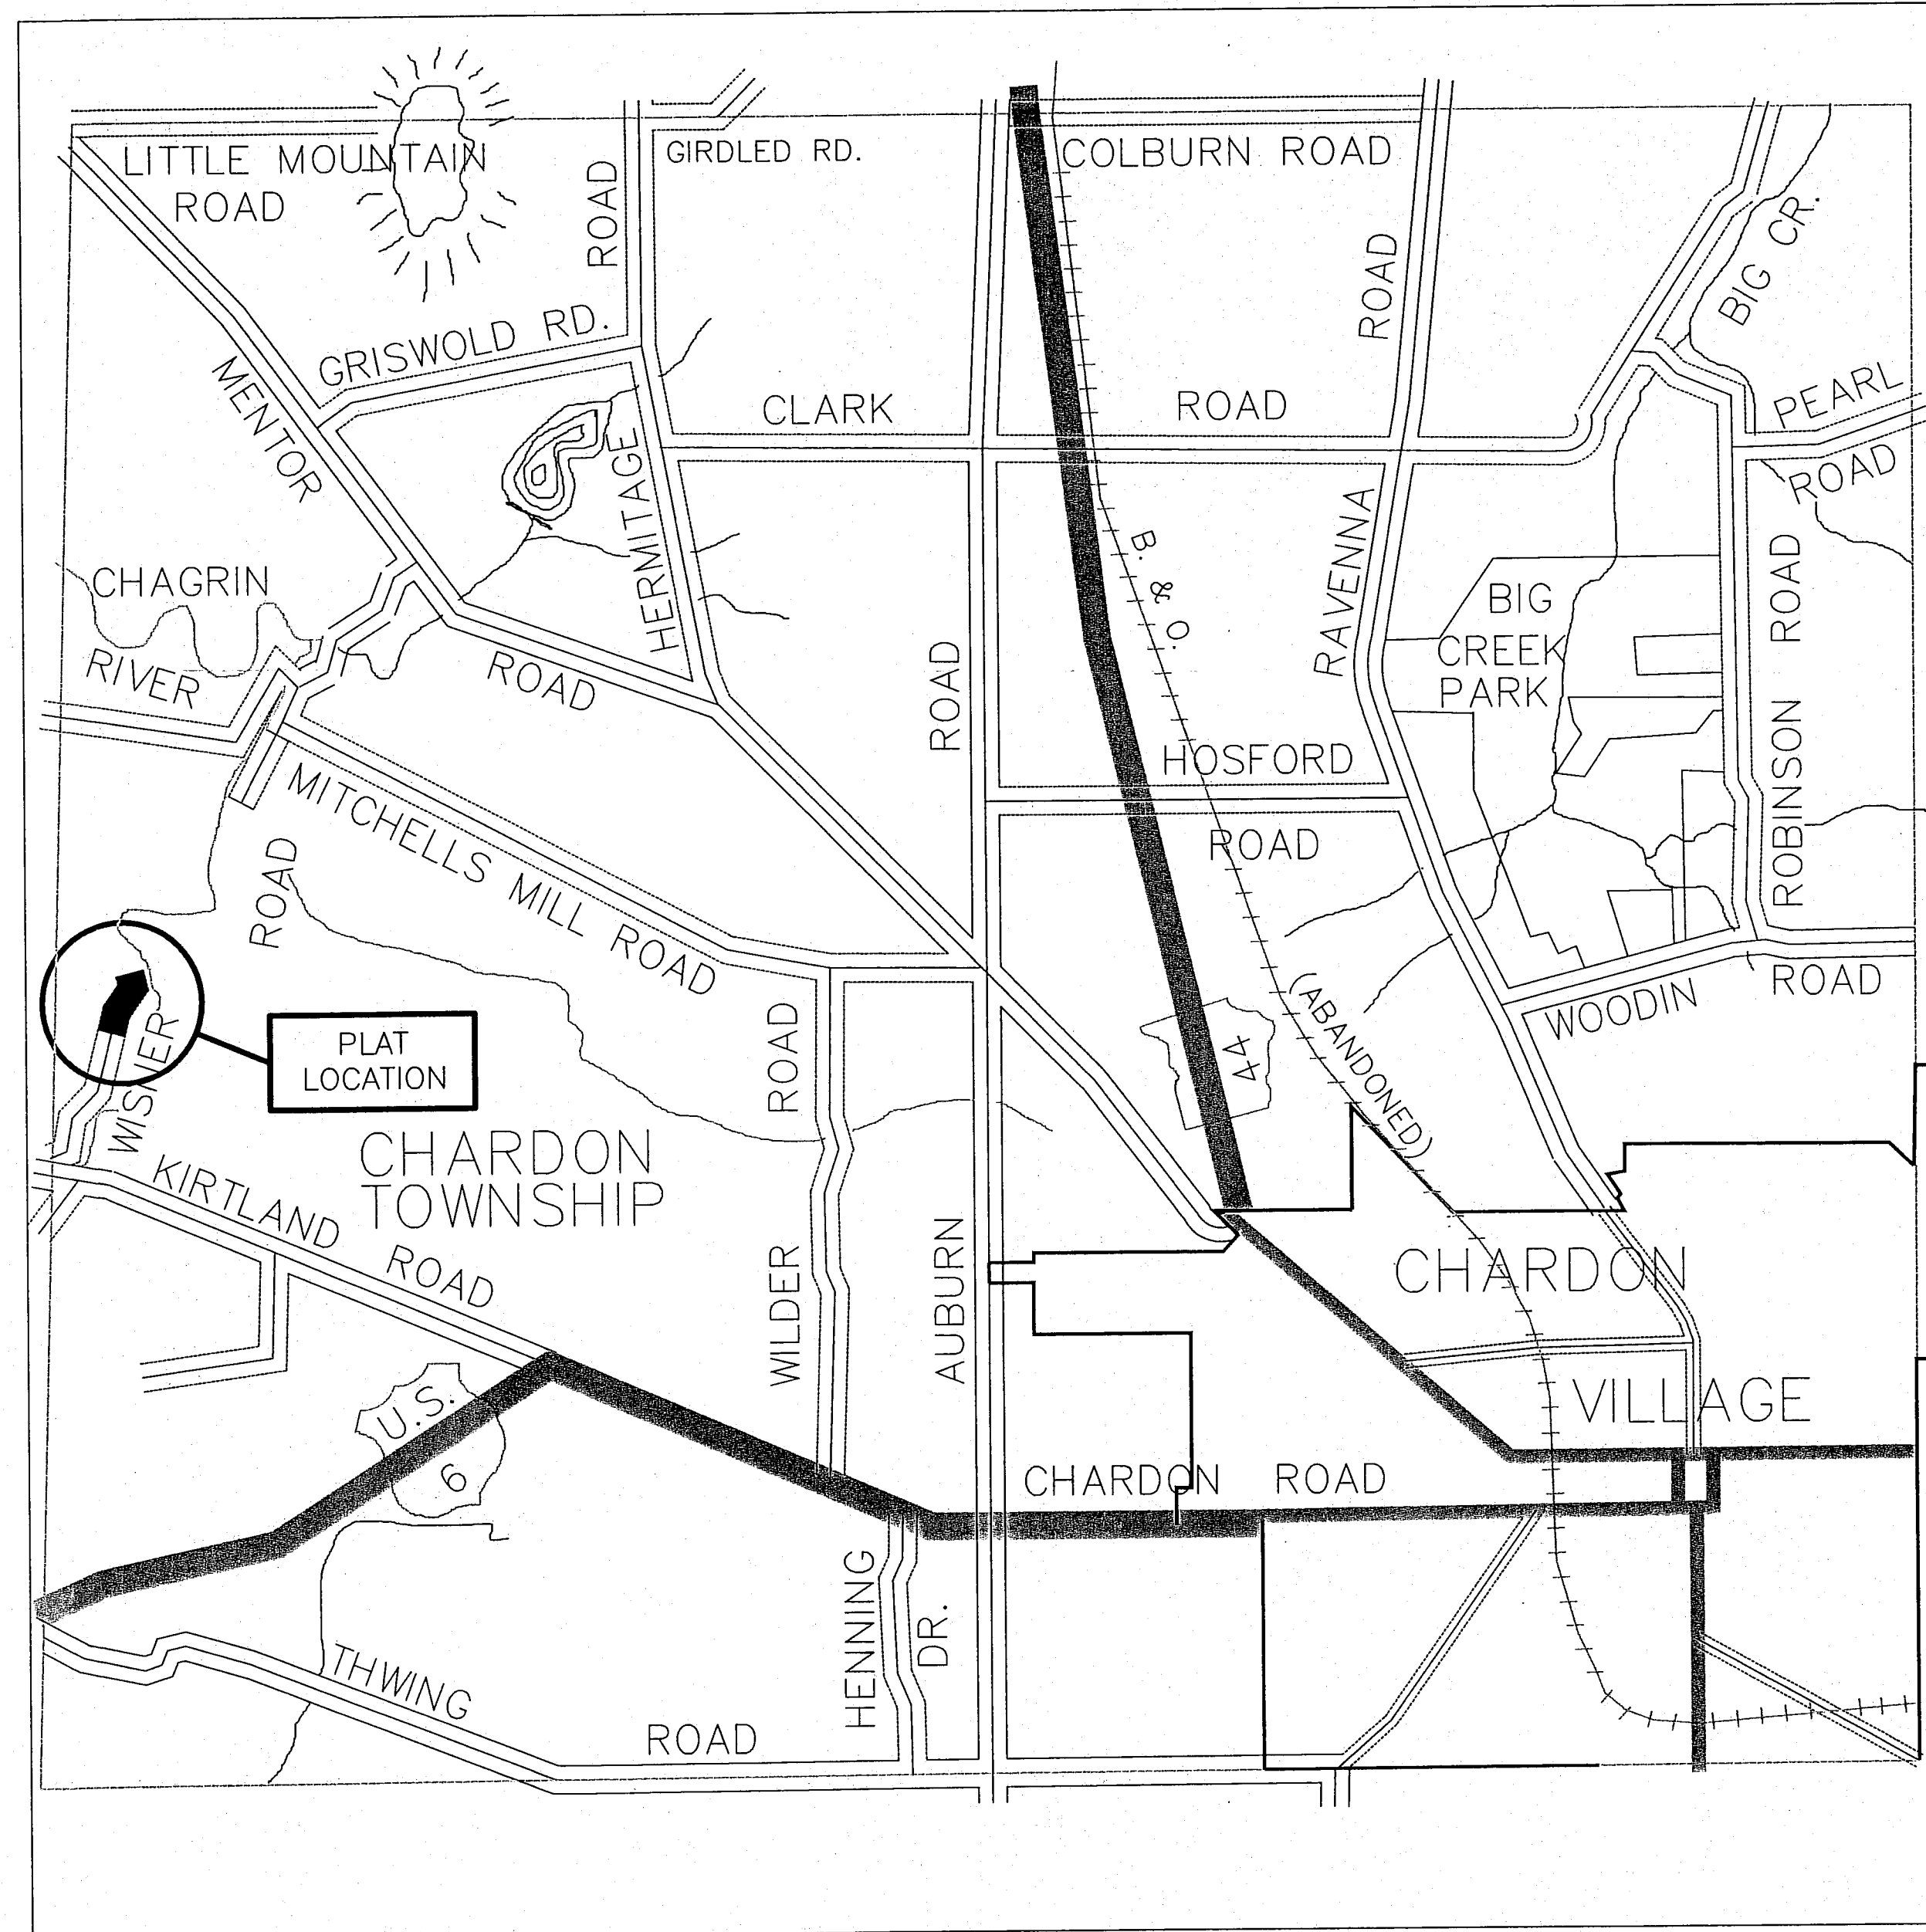 LITTLE MOUNTAIN
ROAD
ROAD
GIRDLED RD.
COLBURN ROAD
ROAD
BIG CR.
GRISWOLD RD.
MENTOR
CLARK
ROAD
PEARL
ROAD
HERMITAGE
B. & O.
RAVENNA
CHAGRIN
RIVER
ROAD
ROAD
BIG
CREEK
PARK
ROAD
ROBINSON
HOSFORD
ROAD
MITCHELLS MILL ROAD
ROAD
WISNER
PLAT
LOCATION
ROAD
WILDER
44
(ABANDONED)
WOODIN
ROAD
CHARDON
TOWNSHIP
KIRTLAND
ROAD
AUBURN
CHARDON
VILLAGE
U.S.
6
CHARDON ROAD
HENNING
DR.
THWING
ROAD